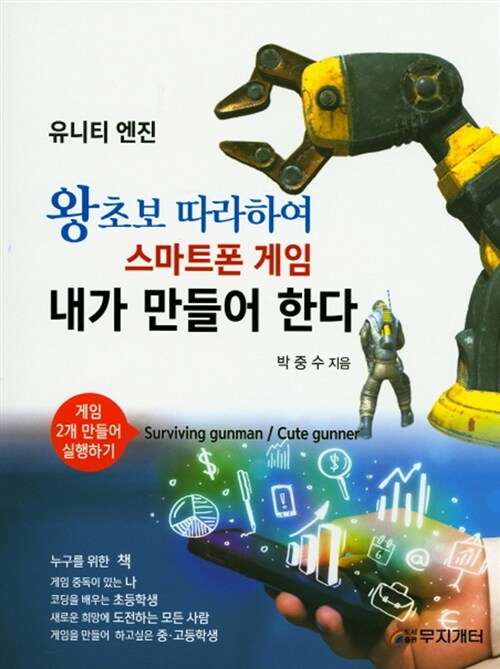 유니티 엔진
왕초보 따라하여
스마트폰 게임
내가 만들어 한다
박 중 수 지음
게임
2개 만들어
실행하기
Surviving gunman / Cute gunner
누구를 위한 책
게임 중독이 있는 나
코딩을 배우는 초등학생
새로운 희망에 도전하는 모든 사람
게임을 만들어 하고싶은 중·고등학생
도서
출판
무지개터